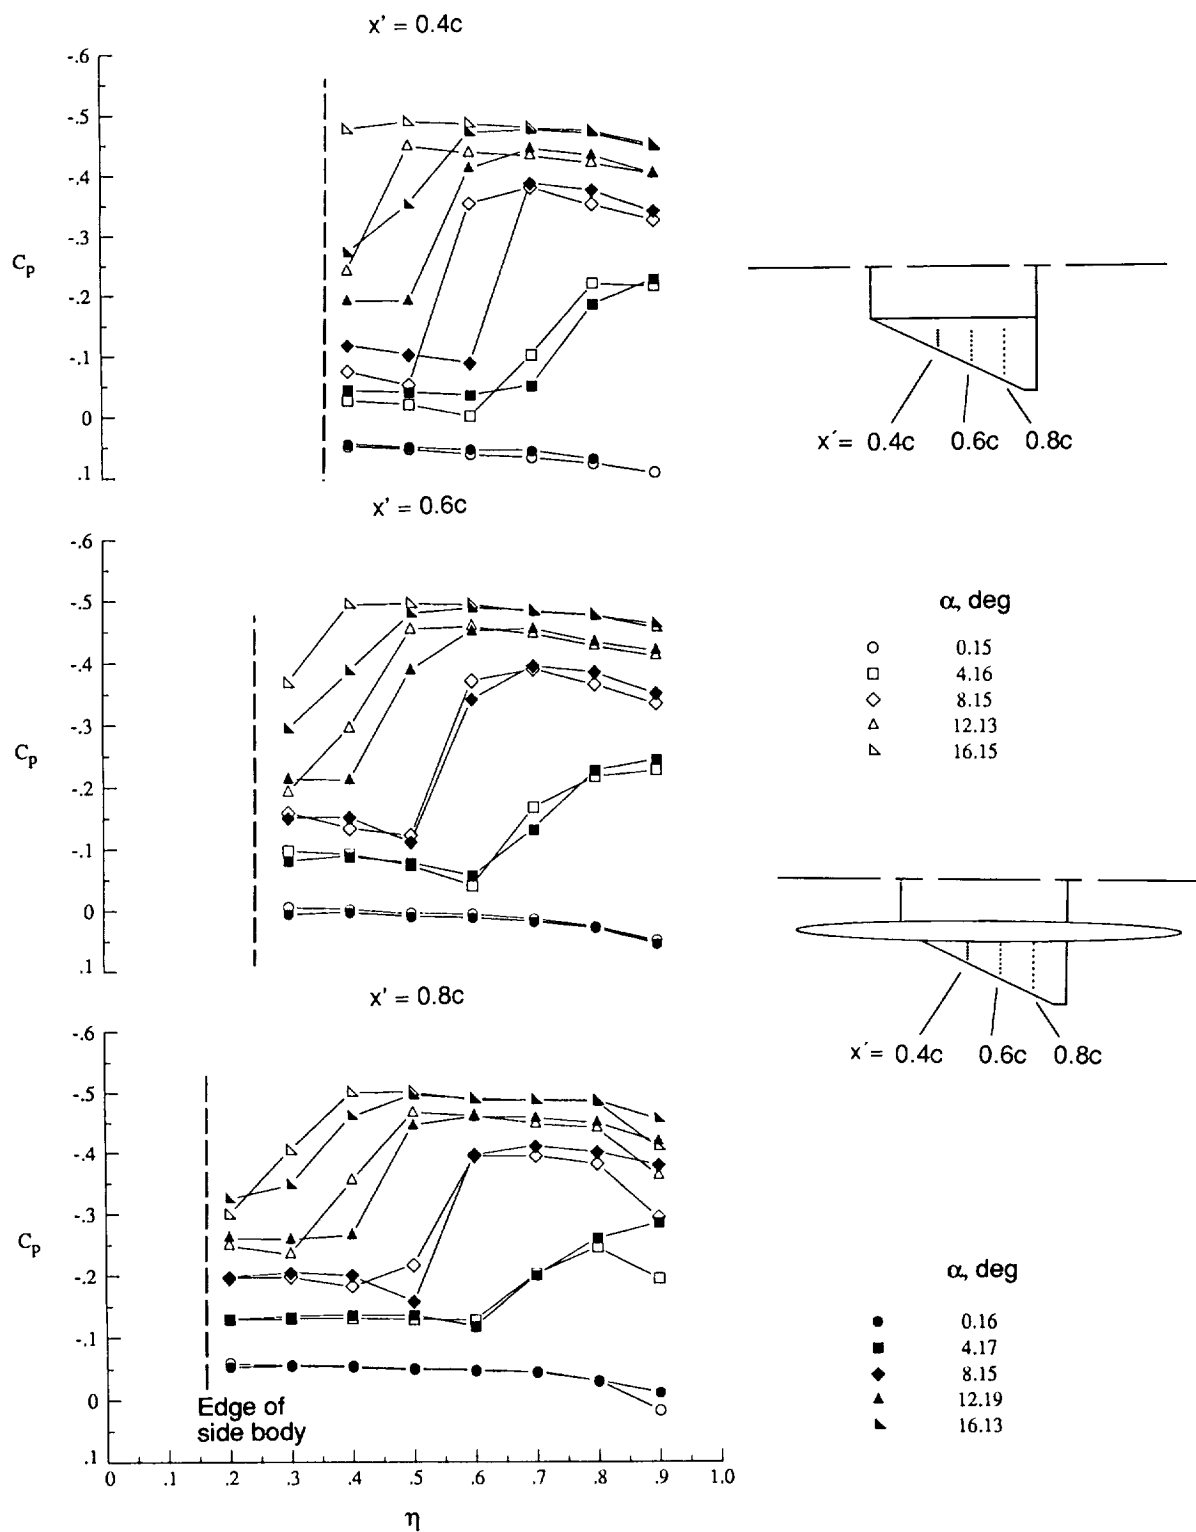 x' = 0.4c
-.6
-.5
-.4
-.3
Cp
-.2
-.1
0
.1
x´= 0.4c 0.6c 0.8c
x' = 0.6c
-.6
-.5
-.4
-.3
Cp
-.2
-.1
0
.1
α, deg
0.15
4.16
8.15
12.13
16.15
x´= 0.4c 0.6c 0.8c
x' = 0.8c
-.6
-.5
-.4
-.3
Cp
-.2
-.1
0
.1
Edge of
side body
0 .1 .2 .3 .4 .5 .6 .7 .8 .9 1.0
η
α, deg
0.16
4.17
8.15
12.19
16.13